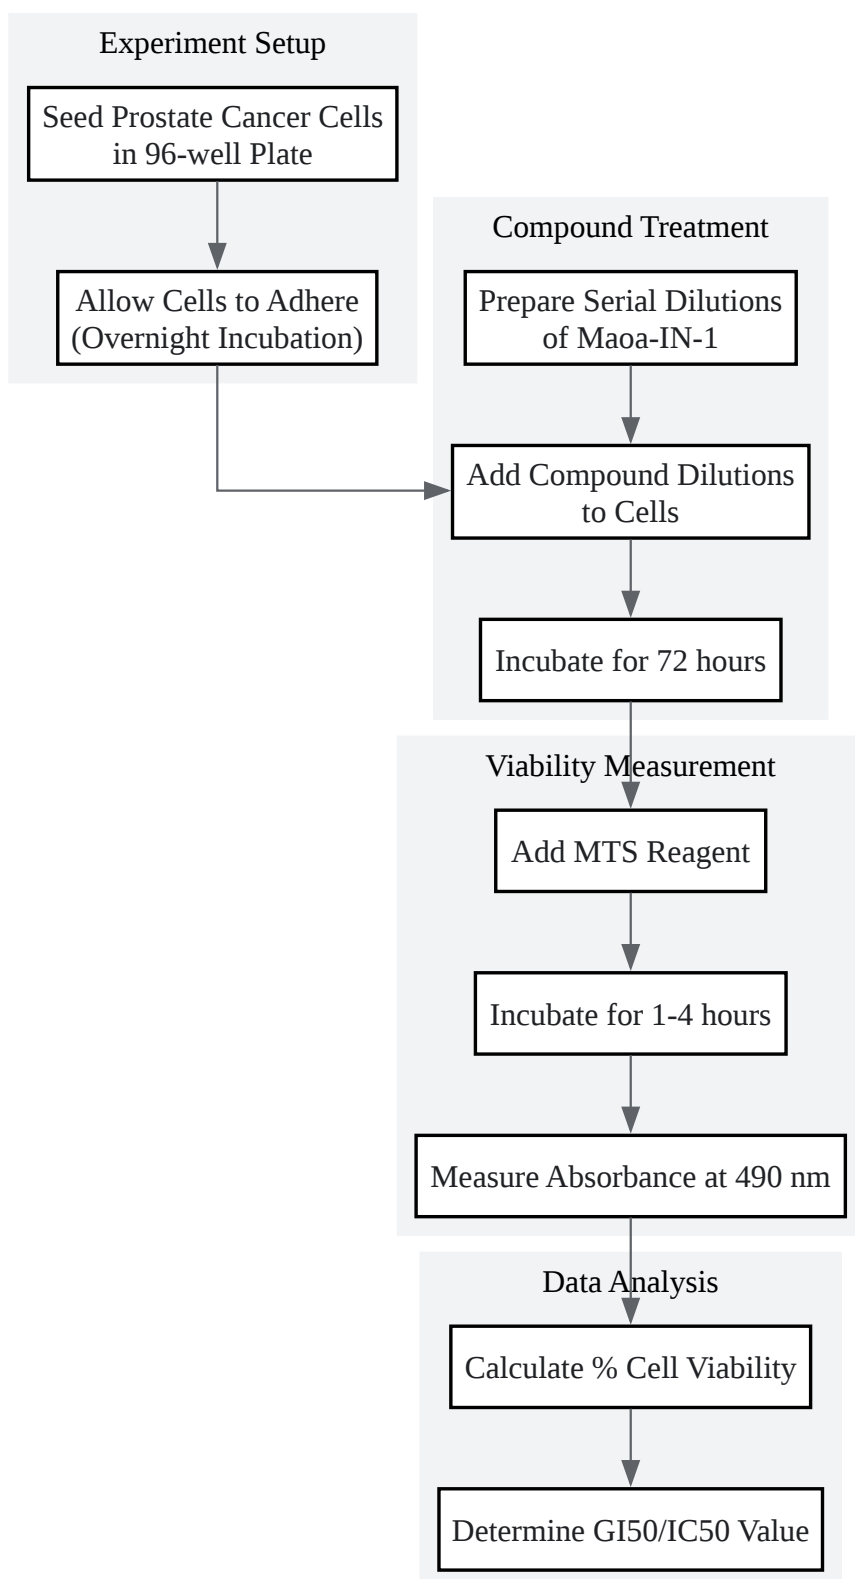 Experiment Setup
Seed Prostate Cancer Cells
in 96-well Plate
Allow Cells to Adhere
(Overnight Incubation)
Compound Treatment
Prepare Serial Dilutions
of Maoa-IN-1
Add Compound Dilutions
to Cells
Incubate for 72 hours
Viability Measurement
Add MTS Reagent
Incubate for 1-4 hours
Measure Absorbance at 490 nm
Data Analysis
Calculate % Cell Viability
Determine GI50/IC50 Value